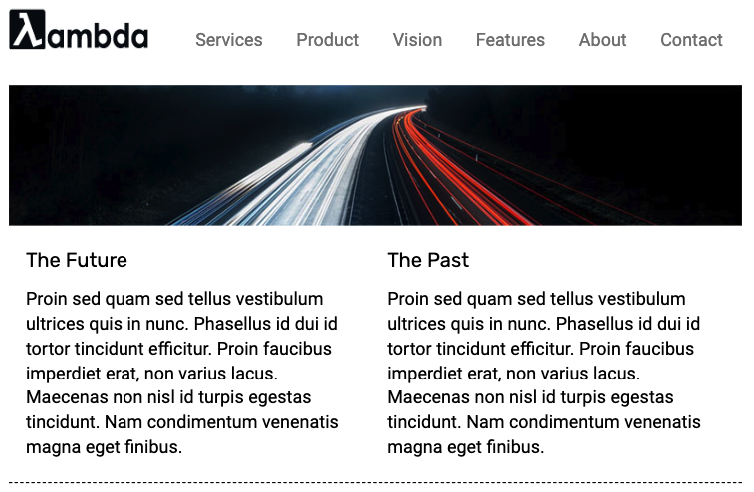 λambda
Services Product Vision Features About Contact
The Future
Proin sed quam sed tellus vestibulum
ultrices quis in nunc. Phasellus id dui id
tortor tincidunt efficitur. Proin faucibus
imperdiet erat, non varius lacus.
Maecenas non nisl id turpis egestas
tincidunt. Nam condimentum venenatis
magna eget finibus.
The Past
Proin sed quam sed tellus vestibulum
ultrices quis in nunc. Phasellus id dui id
tortor tincidunt efficitur. Proin faucibus
imperdiet erat, non varius lacus.
Maecenas non nisl id turpis egestas
tincidunt. Nam condimentum venenatis
magna eget finibus.